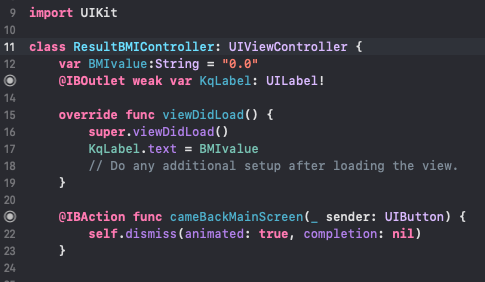 9 import UIKit
10
11 class ResultBMIController: UIViewController {
12     var BMIvalue:String = "0.0"
    @IBOutlet weak var KqLabel: UILabel!
14
15     override func viewDidLoad() {
16         super.viewDidLoad()
17         KqLabel.text = BMIvalue
18         // Do any additional setup after loading the view.
19     }
20
    @IBAction func cameBackMainScreen(_ sender: UIButton) {
22         self.dismiss(animated: true, completion: nil)
23     }
24